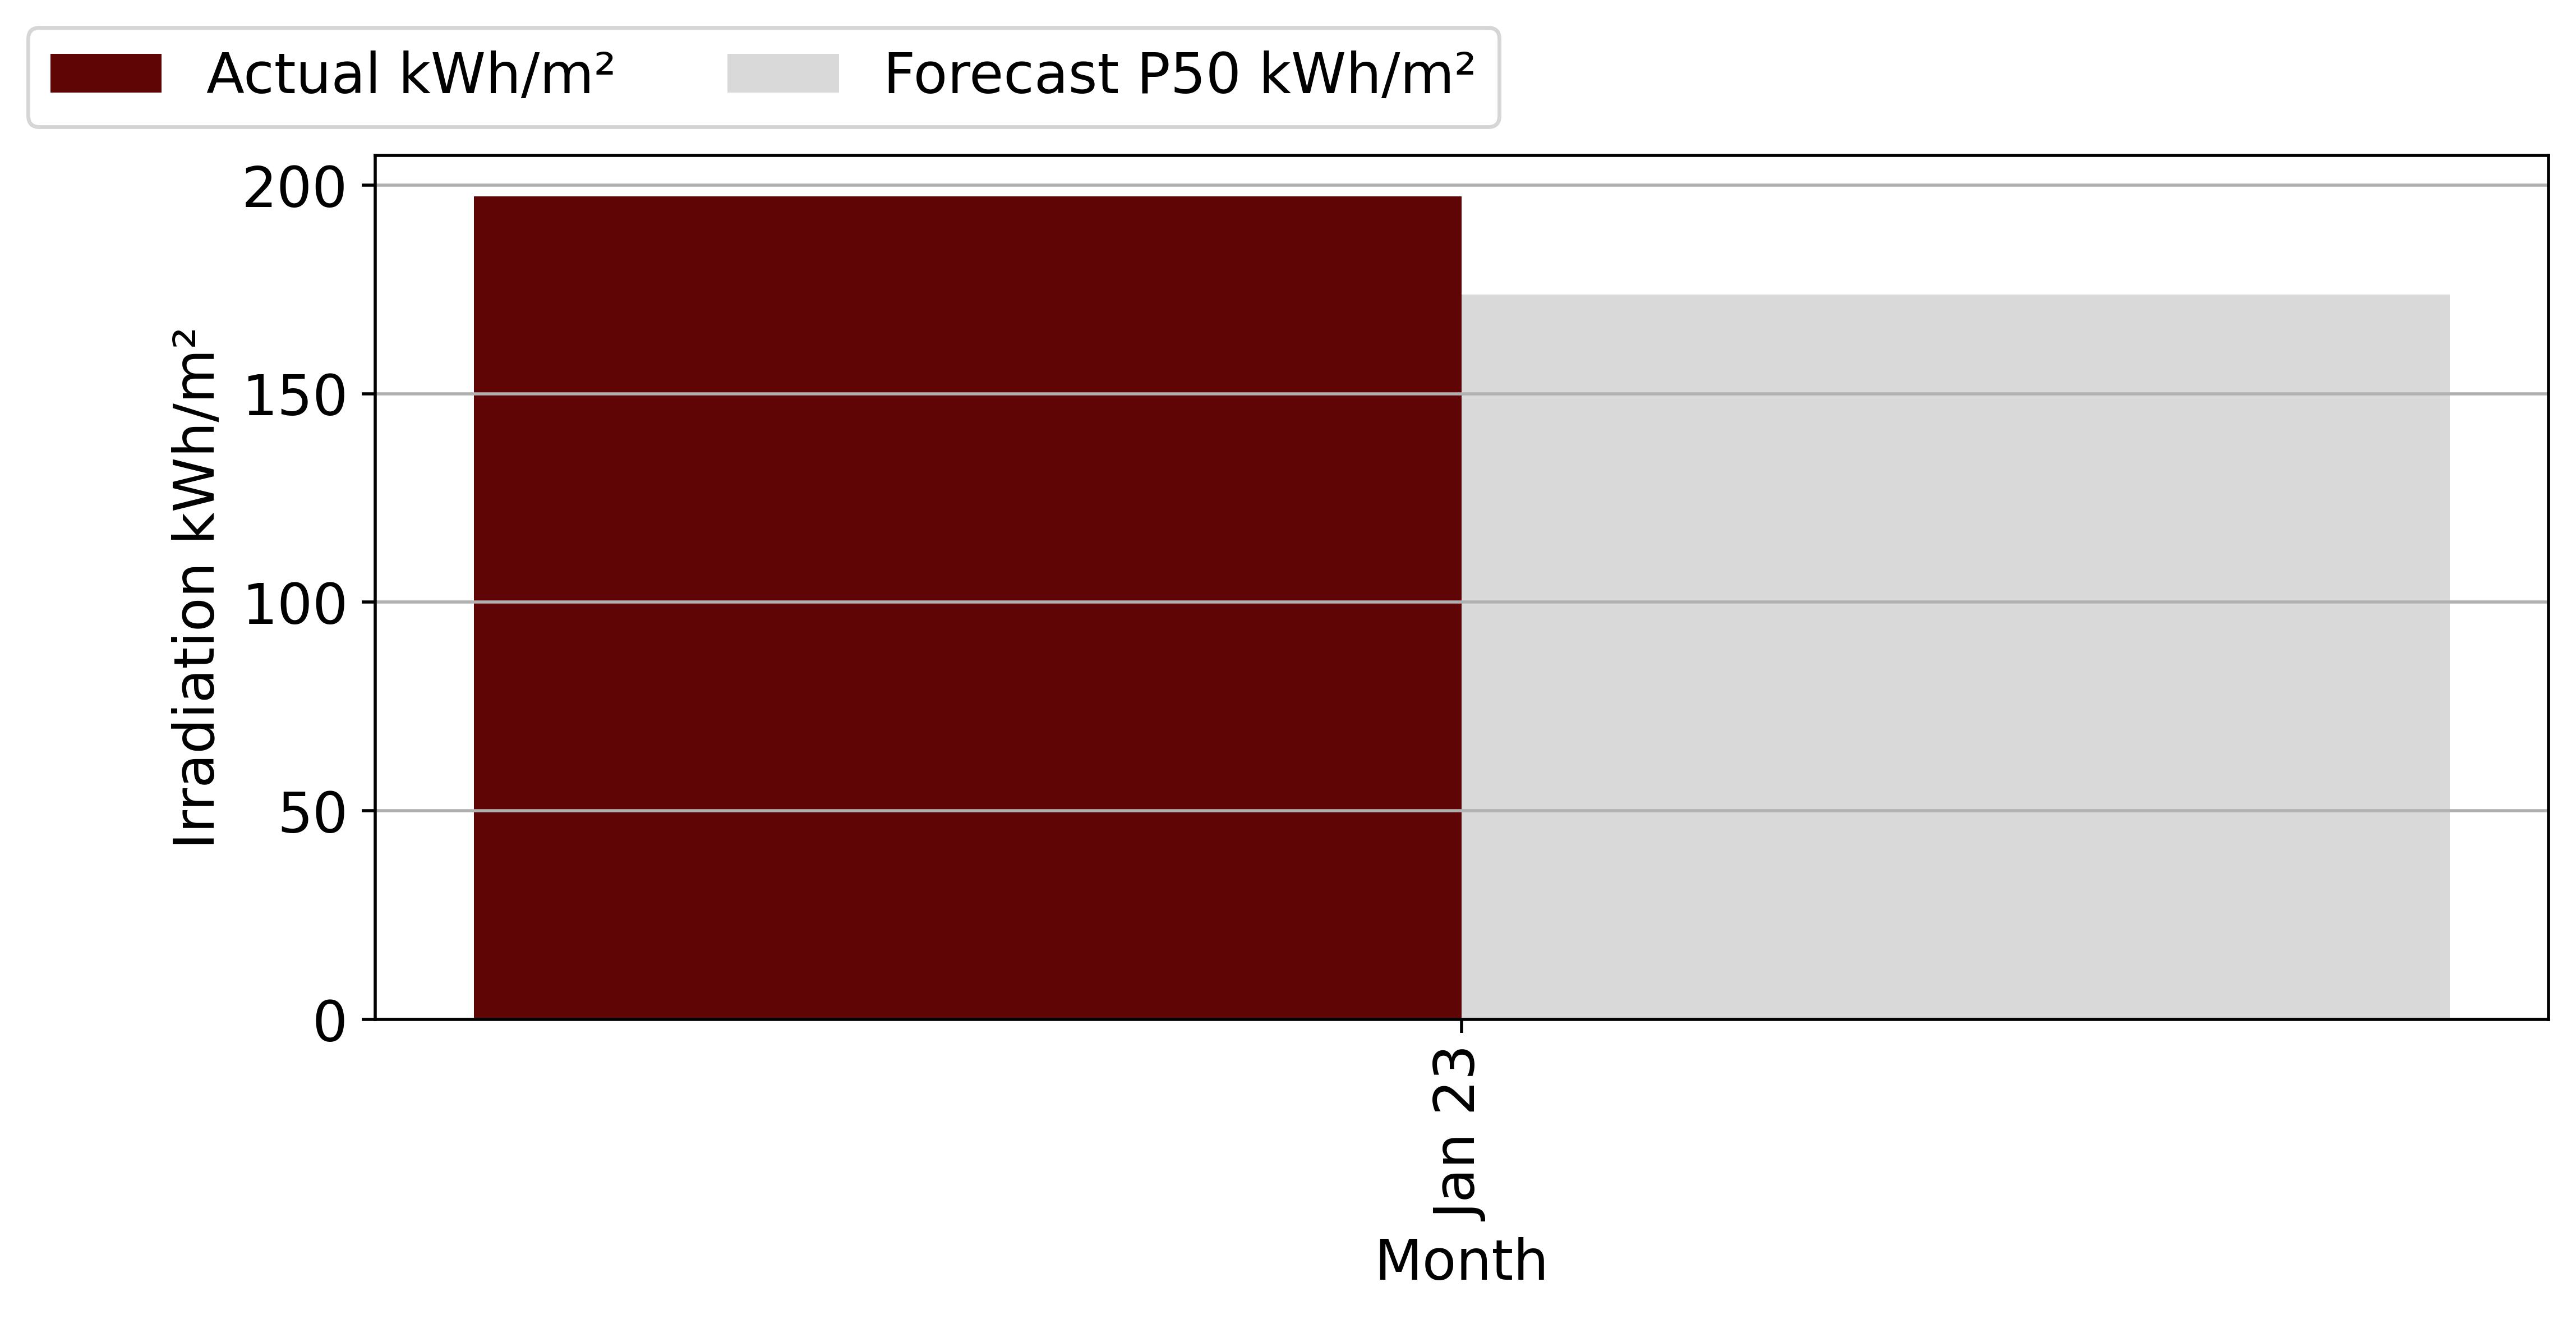 Actual kWh/m²
Forecast P50 kWh/m²
Irradiation kWh/m²
200
150
100
50
0
Jan 23
Month